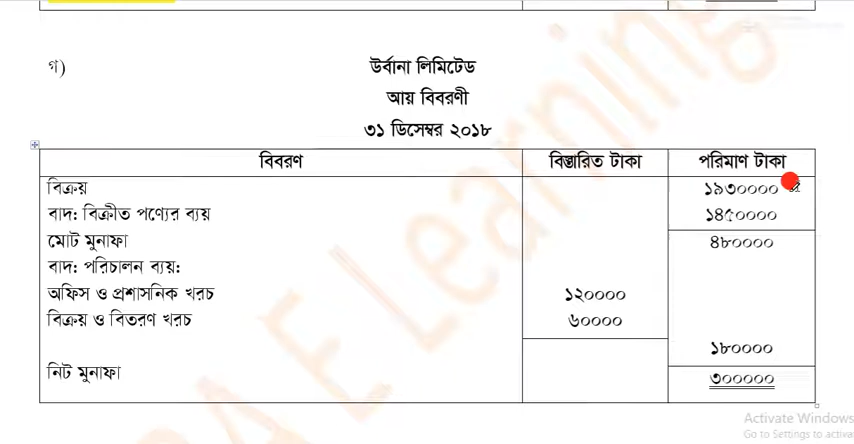 গ)
উর্বানা লিমিটেড
আয় বিবরণী
৩১ ডিসেম্বর ২০১৮
বিবরণ বিস্তারিত টাকা পরিমাণ টাকা
বিক্রয় ১৯৩০০০০
বাদ: বিক্রীত পণ্যের ব্যয় ১৪৫০০০০
মোট মুনাফা ৪৮০০০০
বাদ: পরিচালন ব্যয়:
অফিস ও প্রশাসনিক খরচ ১২০০০০
বিক্রয় ও বিতরণ খরচ ৬০০০০
১৮০০০০
নিট মুনাফা ৩০০০০০
A E Learning
Activate Windows
Go to Settings to activa